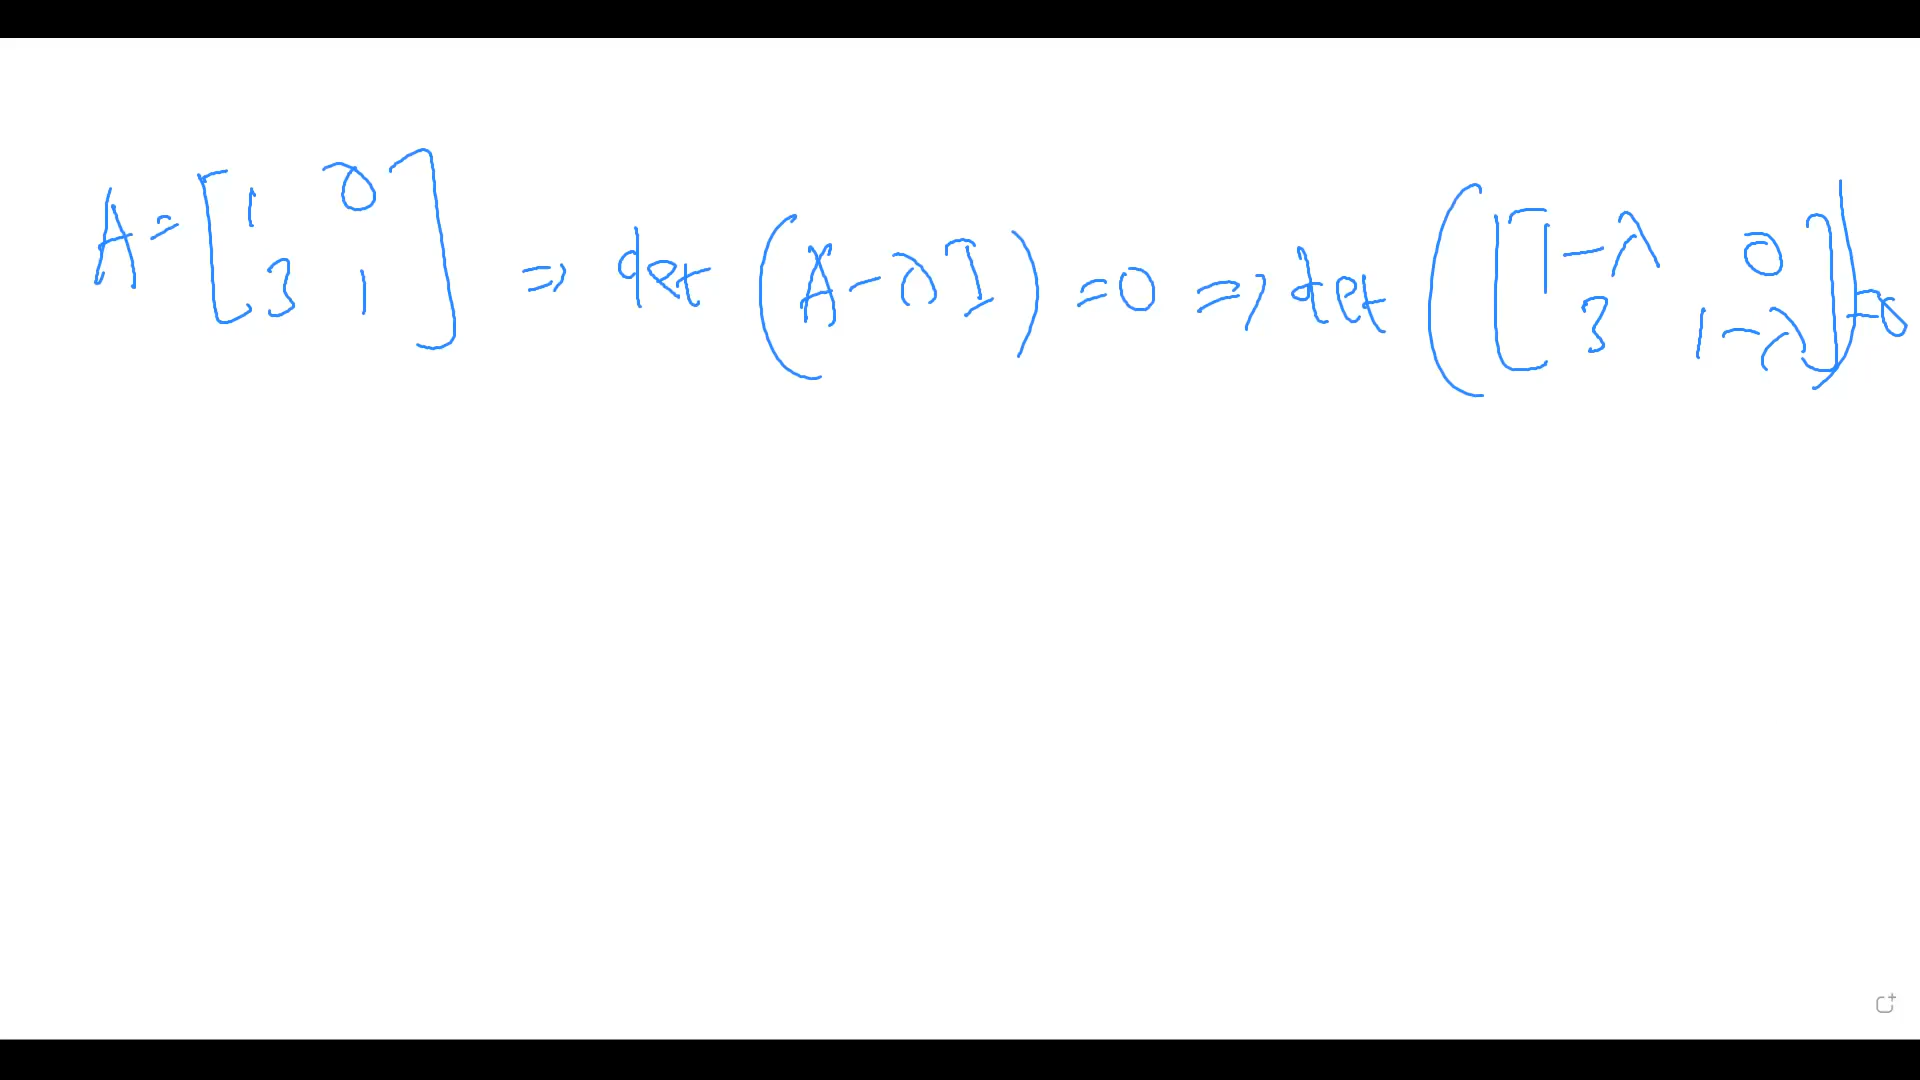 A = [1 0; 3 1] ⇒ det (A - λI) = 0 ⇒ det ([1-λ 0; 3 1-λ]) = 0